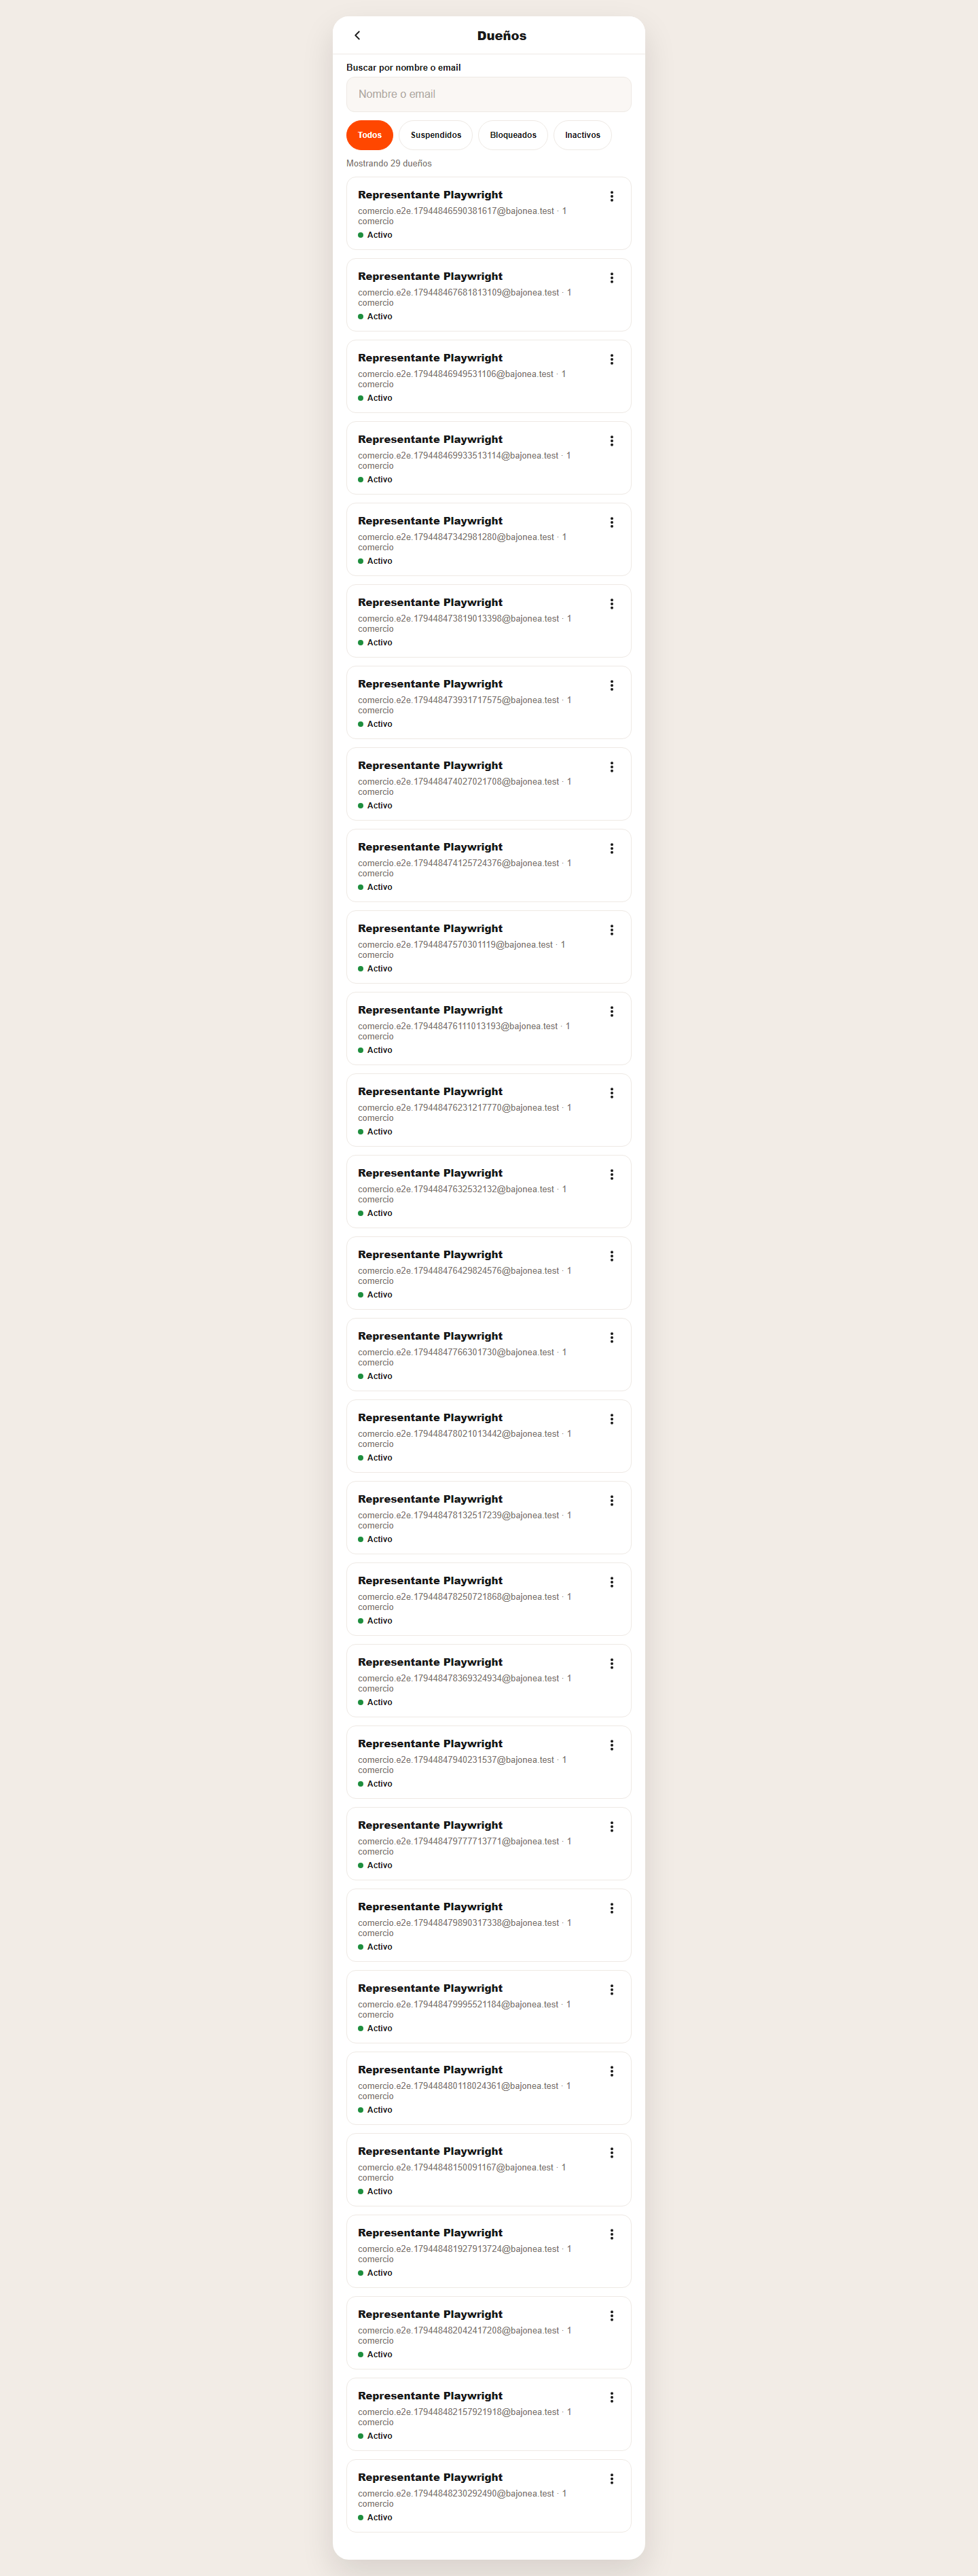 Dueños
Buscar por nombre o email
Nombre o email
Todos
Suspendidos
Bloqueados
Inactivos
Mostrando 29 dueños
Representante Playwright
comercio.e2e.17944846590381617@bajonea.test · 1
comercio
Activo
Representante Playwright
comercio.e2e.179448467681813109@bajonea.test · 1
comercio
Activo
Representante Playwright
comercio.e2e.17944846949531106@bajonea.test · 1
comercio
Activo
Representante Playwright
comercio.e2e.179448469933513114@bajonea.test · 1
comercio
Activo
Representante Playwright
comercio.e2e.17944847342981280@bajonea.test · 1
comercio
Activo
Representante Playwright
comercio.e2e.179448473819013398@bajonea.test · 1
comercio
Activo
Representante Playwright
comercio.e2e.179448473931717575@bajonea.test · 1
comercio
Activo
Representante Playwright
comercio.e2e.179448474027021708@bajonea.test · 1
comercio
Activo
Representante Playwright
comercio.e2e.179448474125724376@bajonea.test · 1
comercio
Activo
Representante Playwright
comercio.e2e.17944847570301119@bajonea.test · 1
comercio
Activo
Representante Playwright
comercio.e2e.179448476111013193@bajonea.test · 1
comercio
Activo
Representante Playwright
comercio.e2e.179448476231217770@bajonea.test · 1
comercio
Activo
Representante Playwright
comercio.e2e.17944847632532132@bajonea.test · 1
comercio
Activo
Representante Playwright
comercio.e2e.179448476429824576@bajonea.test · 1
comercio
Activo
Representante Playwright
comercio.e2e.17944847766301730@bajonea.test · 1
comercio
Activo
Representante Playwright
comercio.e2e.179448478021013442@bajonea.test · 1
comercio
Activo
Representante Playwright
comercio.e2e.179448478132517239@bajonea.test · 1
comercio
Activo
Representante Playwright
comercio.e2e.179448478250721868@bajonea.test · 1
comercio
Activo
Representante Playwright
comercio.e2e.179448478369324934@bajonea.test · 1
comercio
Activo
Representante Playwright
comercio.e2e.17944847940231537@bajonea.test · 1
comercio
Activo
Representante Playwright
comercio.e2e.179448479777713771@bajonea.test · 1
comercio
Activo
Representante Playwright
comercio.e2e.179448479890317338@bajonea.test · 1
comercio
Activo
Representante Playwright
comercio.e2e.179448479995521184@bajonea.test · 1
comercio
Activo
Representante Playwright
comercio.e2e.179448480118024361@bajonea.test · 1
comercio
Activo
Representante Playwright
comercio.e2e.17944848150091167@bajonea.test · 1
comercio
Activo
Representante Playwright
comercio.e2e.179448481927913724@bajonea.test · 1
comercio
Activo
Representante Playwright
comercio.e2e.179448482042417208@bajonea.test · 1
comercio
Activo
Representante Playwright
comercio.e2e.179448482157921918@bajonea.test · 1
comercio
Activo
Representante Playwright
comercio.e2e.17944848230292490@bajonea.test · 1
comercio
Activo